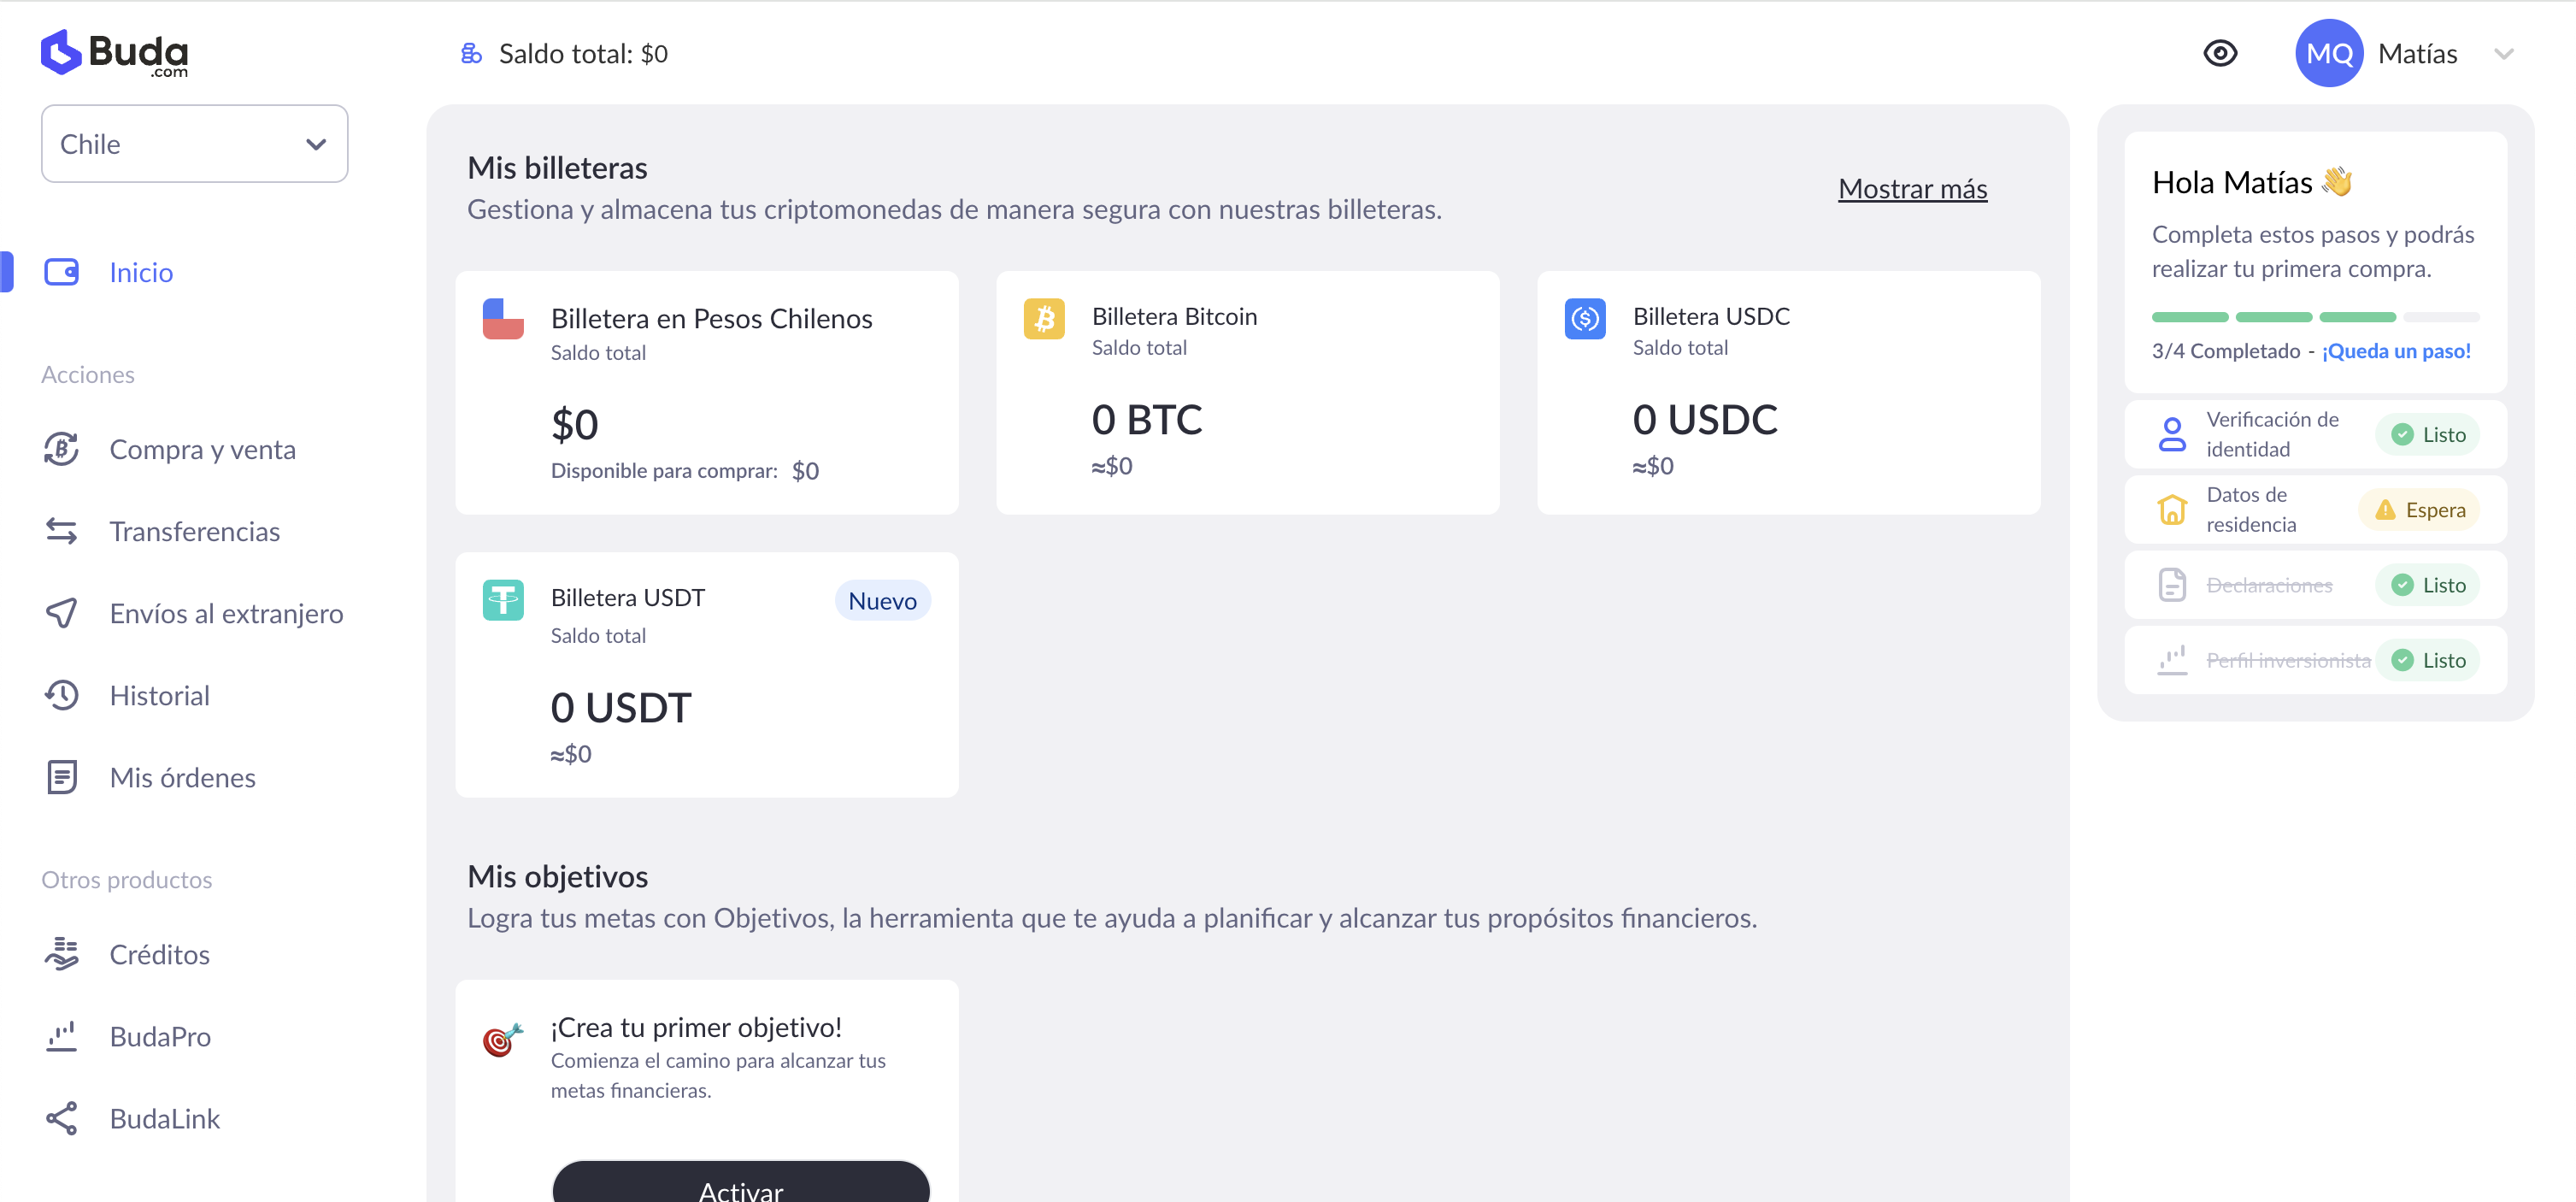 Buda
.com
Saldo total: $0
MQ
Matías
Chile
Inicio
Acciones
Compra y venta
Transferencias
Envíos al extranjero
Historial
Mis órdenes
Otros productos
Créditos
BudaPro
BudaLink
Mis billeteras
Gestiona y almacena tus criptomonedas de manera segura con nuestras billeteras.
Mostrar más
Billetera en Pesos Chilenos
Saldo total
$0
Disponible para comprar: $0
Billetera Bitcoin
Saldo total
0 BTC
≈$0
Billetera USDC
Saldo total
0 USDC
≈$0
Billetera USDT
Nuevo
Saldo total
0 USDT
≈$0
Mis objetivos
Logra tus metas con Objetivos, la herramienta que te ayuda a planificar y alcanzar tus propósitos financieros.
¡Crea tu primer objetivo!
Comienza el camino para alcanzar tus
metas financieras.
Activar
Hola Matías 👋
Completa estos pasos y podrás
realizar tu primera compra.
3/4 Completado - ¡Queda un paso!
Verificación de
identidad
Listo
Datos de
residencia
Espera
Declaraciones
Listo
Perfil inversionista
Listo